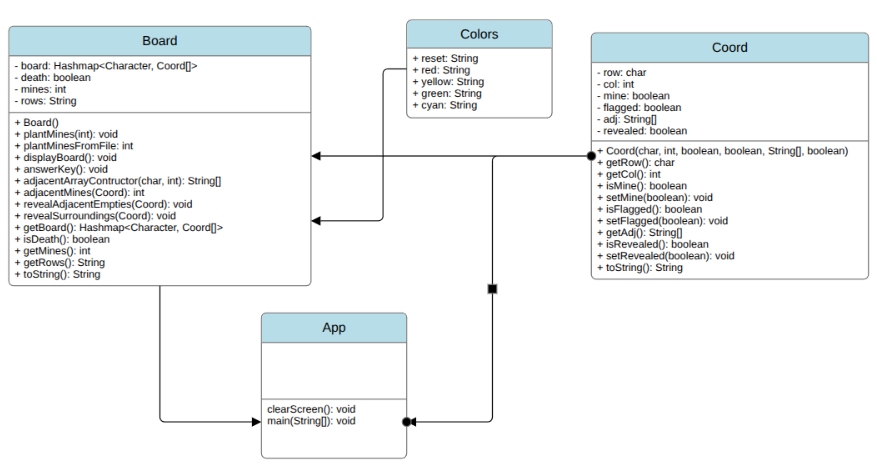 Board
- board: Hashmap<Character, Coord[]>
- death: boolean
- mines: int
- rows: String
+ Board()
+ plantMines(int): void
+ plantMinesFromFile: int
+ displayBoard(): void
+ answerKey(): void
+ adjacentArrayContructor(char, int): String[]
+ adjacentMines(Coord): int
+ revealAdjacentEmpties(Coord): void
+ revealSurroundings(Coord): void
+ getBoard(): Hashmap<Character, Coord[]>
+ isDeath(): boolean
+ getMines(): int
+ getRows(): String
+ toString(): String
Colors
+ reset: String
+ red: String
+ yellow: String
+ green: String
+ cyan: String
Coord
- row: char
- col: int
- mine: boolean
- flagged: boolean
- adj: String[]
- revealed: boolean
+ Coord(char, int, boolean, boolean, String[], boolean)
+ getRow(): char
+ getCol(): int
+ isMine(): boolean
+ setMine(boolean): void
+ isFlagged(): boolean
+ setFlagged(boolean): void
+ getAdj(): String[]
+ isRevealed(): boolean
+ setRevealed(boolean): void
+ toString(): String
App
clearScreen(): void
main(String[]): void